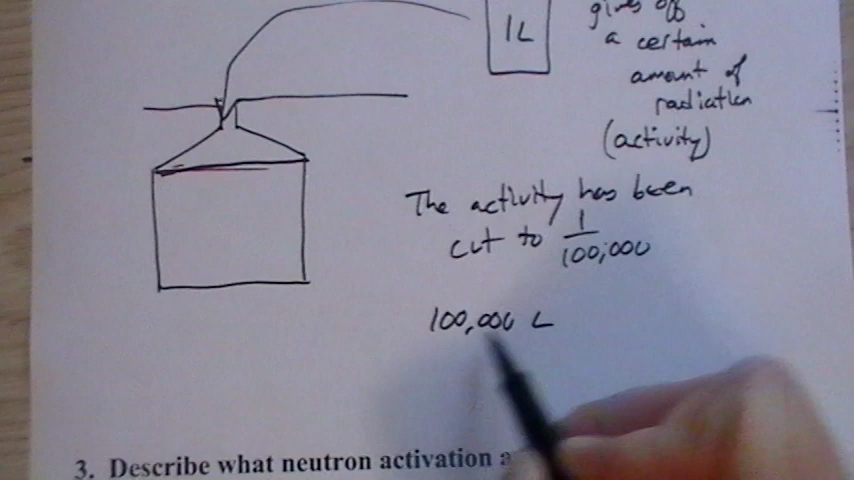 gives off
1L
a certain
amount of
radiation
(activity)
The activity has been
cut to 1/100,000
100,000 L
3. Describe what neutron activation a